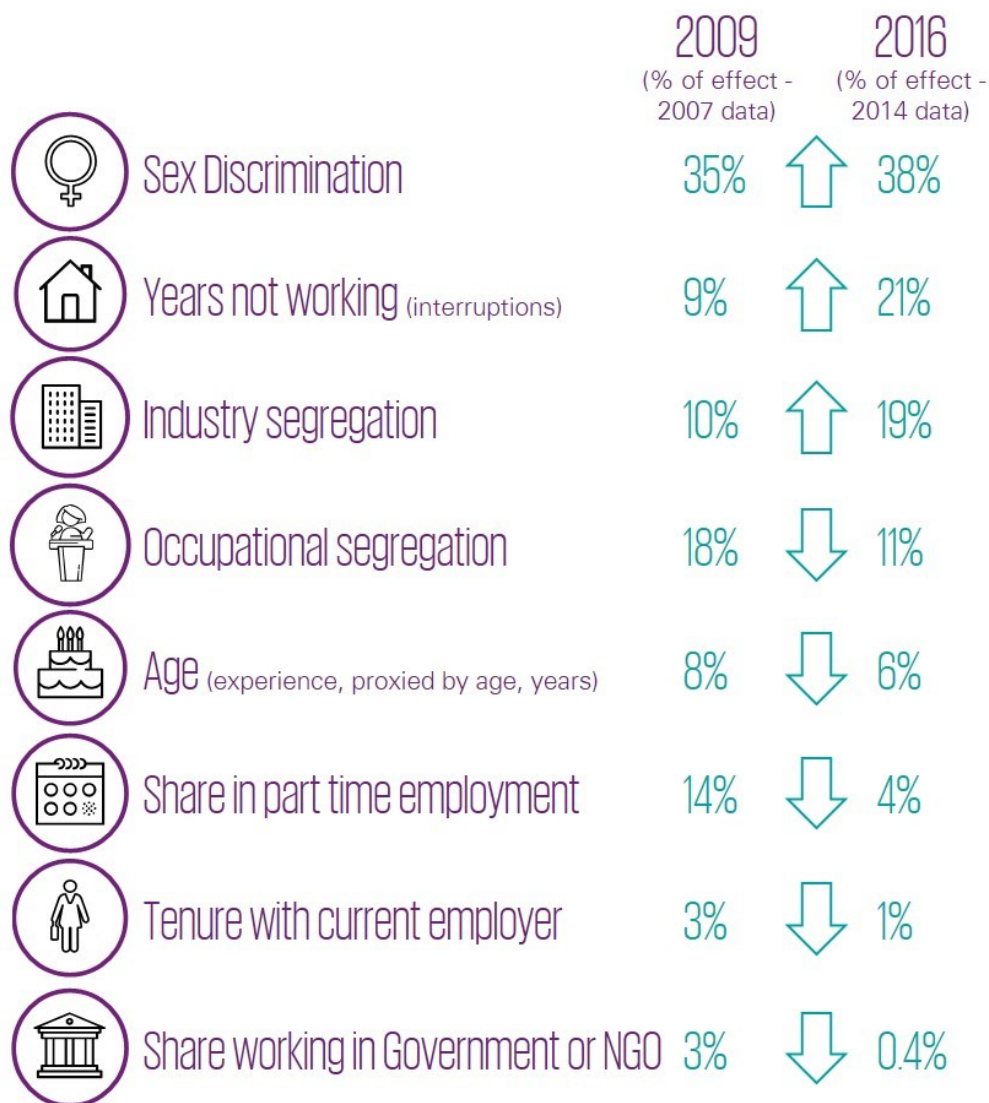 2009 2016
(% of effect - (% of effect -
2007 data) 2014 data)
Sex Discrimination 35% 38%
Years not working (interruptions) 9% 21%
Industry segregation 10% 19%
Occupational segregation 18% 11%
Age (experience, proxied by age, years) 8% 6%
Share in part time employment 14% 4%
Tenure with current employer 3% 1%
Share working in Government or NGO 3% 0.4%